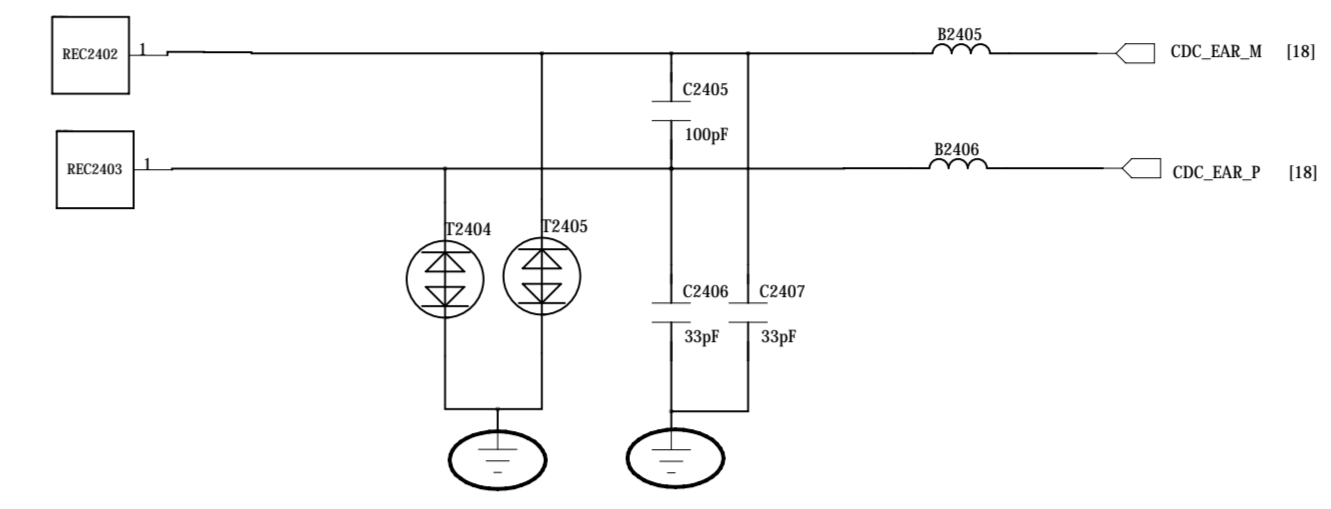 B2405
REC2402 1 CDC_EAR_M [18]
C2405
100pF
B2406
REC2403 1 CDC_EAR_P [18]
T2404 T2405
C2406 C2407
33pF 33pF